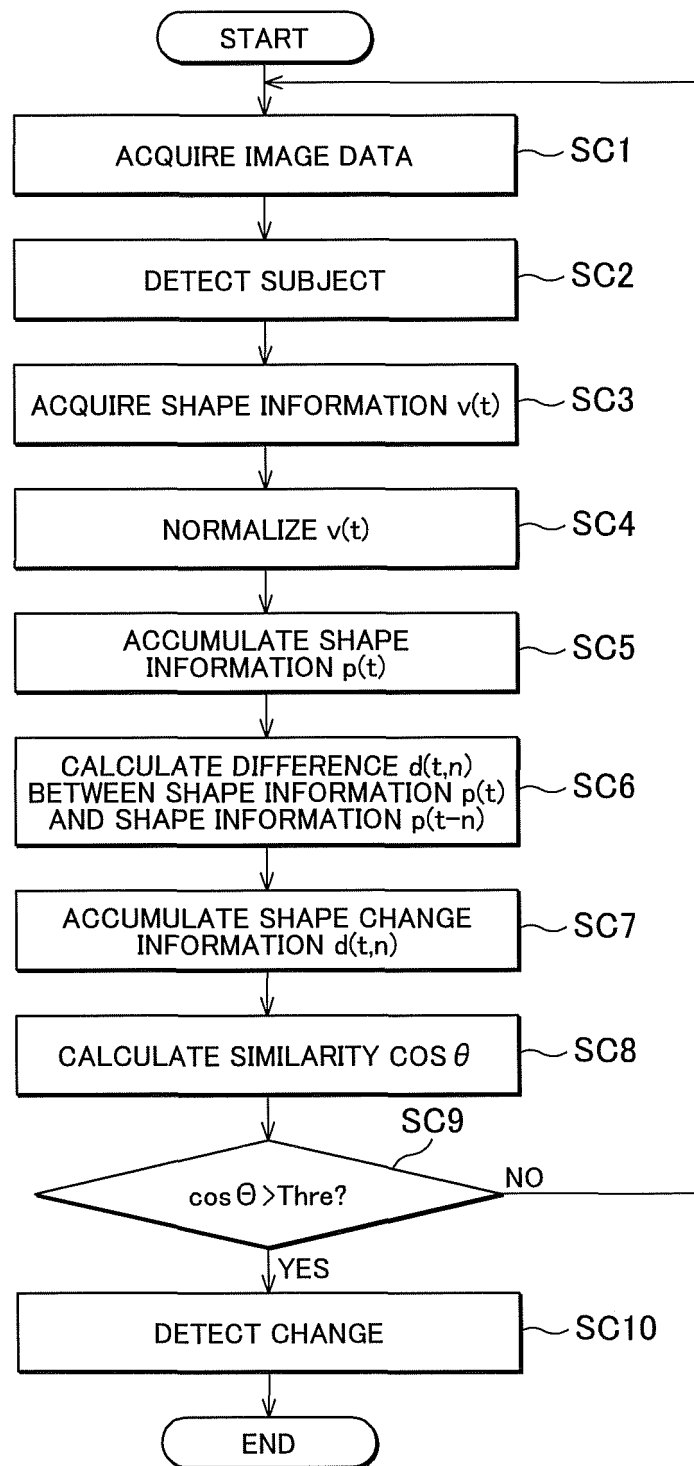 START
ACQUIRE IMAGE DATA
SC1
DETECT SUBJECT
SC2
ACQUIRE SHAPE INFORMATION v(t)
SC3
NORMALIZE v(t)
SC4
ACCUMULATE SHAPE
INFORMATION p(t)
SC5
CALCULATE DIFFERENCE d(t,n)
BETWEEN SHAPE INFORMATION p(t)
AND SHAPE INFORMATION p(t-n)
SC6
ACCUMULATE SHAPE CHANGE
INFORMATION d(t,n)
SC7
CALCULATE SIMILARITY COS θ
SC8
SC9
cos Θ >Thre?
NO
YES
DETECT CHANGE
SC10
END